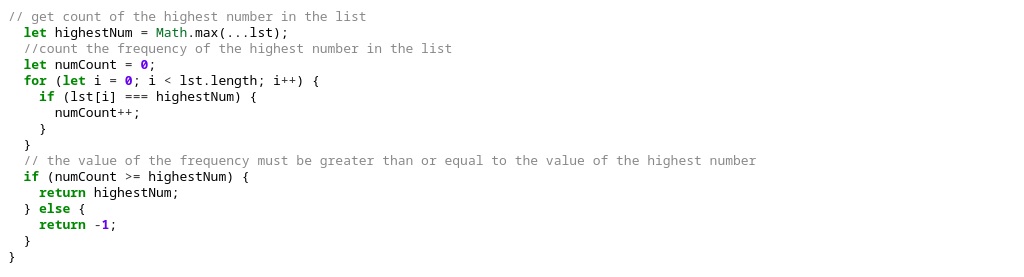 // get count of the highest number in the list
  let highestNum = Math.max(...lst);
  //count the frequency of the highest number in the list
  let numCount = 0;
  for (let i = 0; i < lst.length; i++) {
    if (lst[i] === highestNum) {
      numCount++;
    }
  }
  // the value of the frequency must be greater than or equal to the value of the highest number
  if (numCount >= highestNum) {
    return highestNum;
  } else {
    return -1;
  }
}